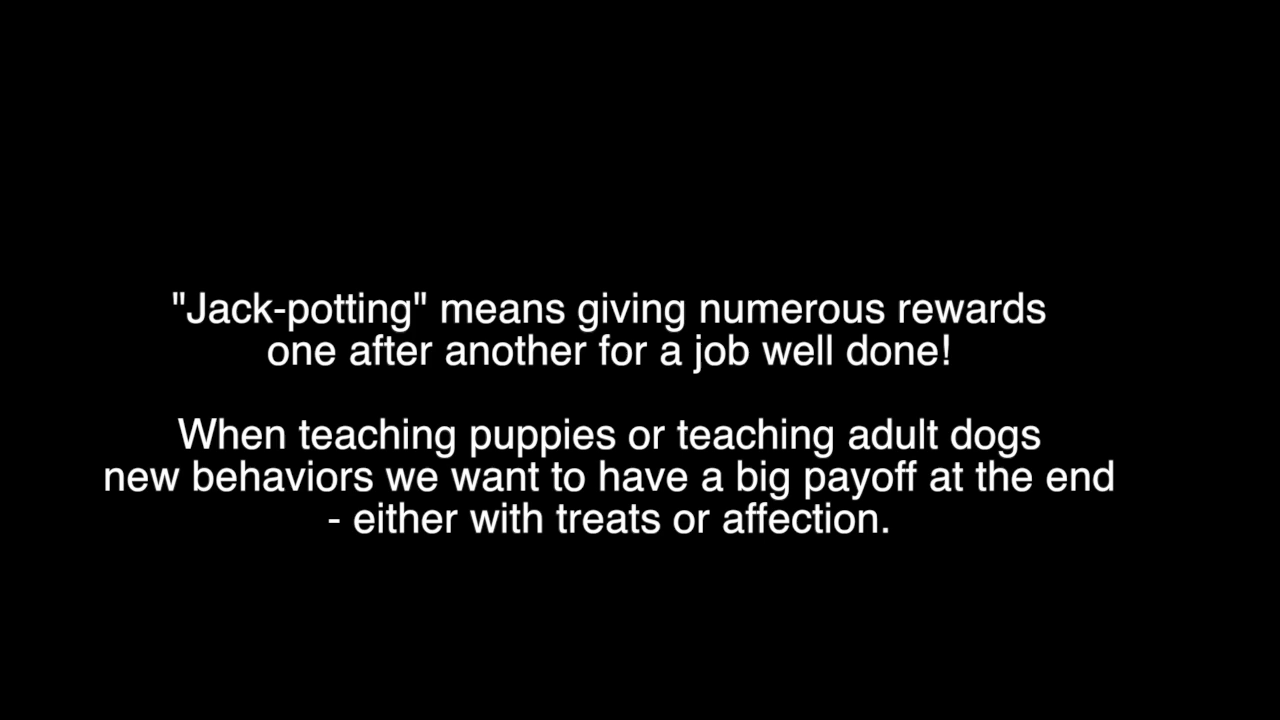 "Jack-potting" means giving numerous rewards
one after another for a job well done!
When teaching puppies or teaching adult dogs
new behaviors we want to have a big payoff at the end
- either with treats or affection.